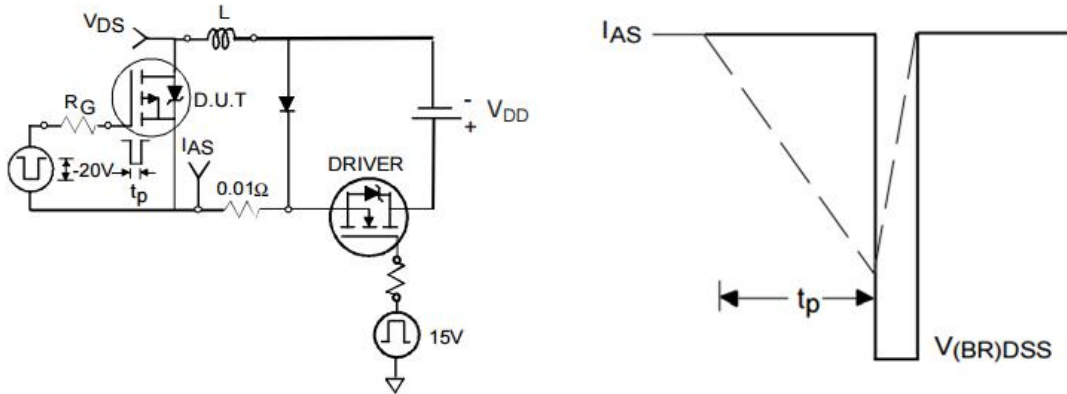 VDS
L
RG
D.U.T
-
VDD
+
IAS
-20V
tp
DRIVER
0.01Ω
15V
IAS
tp
V(BR)DSS